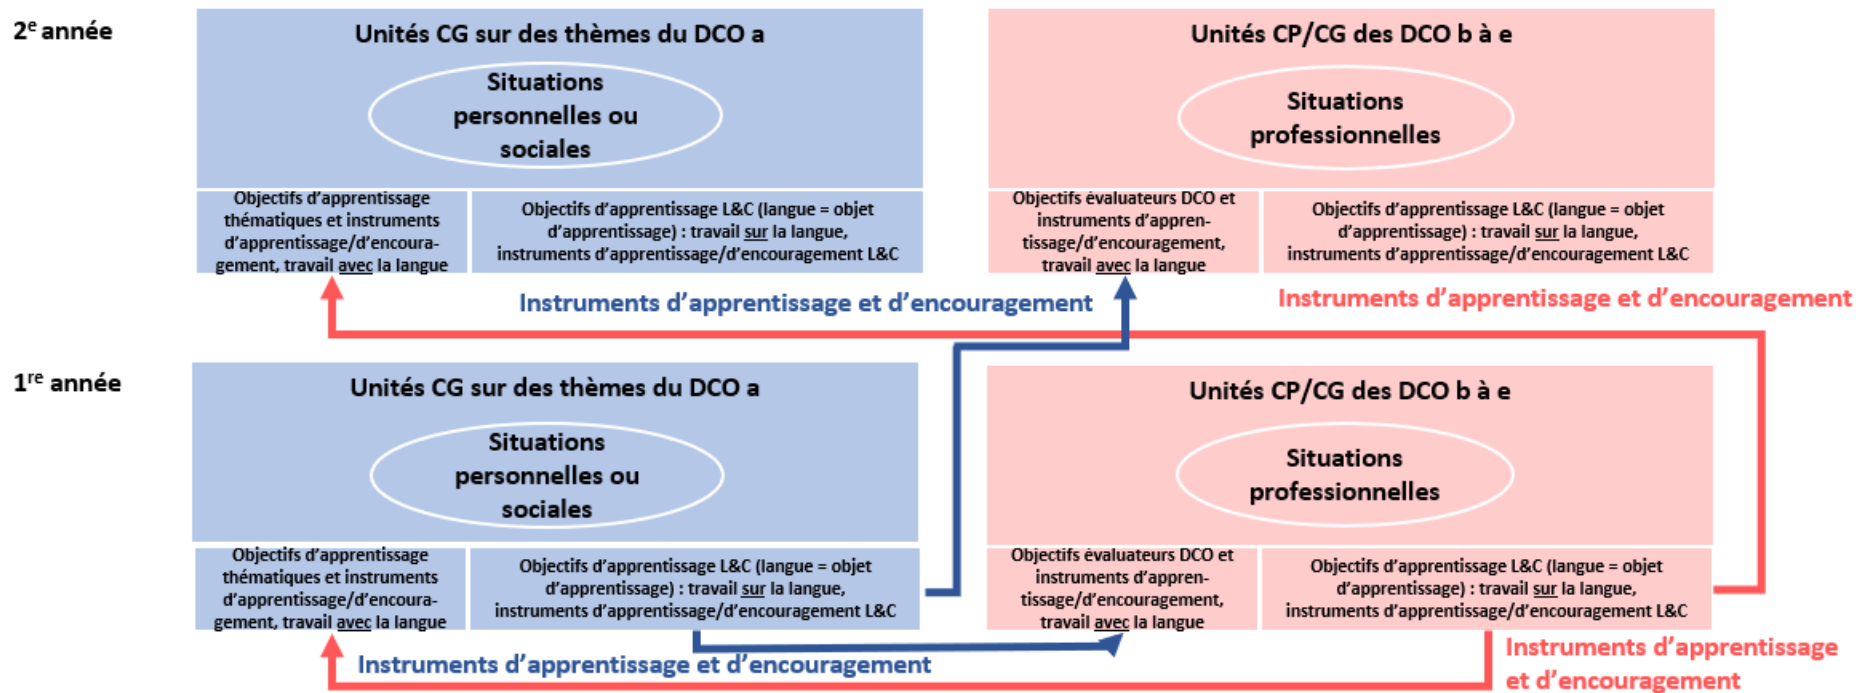 2e année
Unités CG sur des thèmes du DCO a
Situations
personnelles ou
sociales
Objectifs d’apprentissage
thématiques et instruments
d’apprentissage/d’encoura-
gement, travail avec la langue
Objectifs d’apprentissage L&C (langue = objet
d’apprentissage) : travail sur la langue,
instruments d’apprentissage/d’encouragement L&C
Unités CP/CG des DCO b à e
Situations
professionnelles
Objectifs évaluateurs DCO et
instruments d’appren-
tissage/d’encouragement,
travail avec la langue
Objectifs d’apprentissage L&C (langue = objet
d’apprentissage) : travail sur la langue,
instruments d’apprentissage/d’encouragement L&C
Instruments d’apprentissage et d’encouragement
Instruments d’apprentissage et d’encouragement
1re année
Unités CG sur des thèmes du DCO a
Situations
personnelles ou
sociales
Objectifs d’apprentissage
thématiques et instruments
d’apprentissage/d’encoura-
gement, travail avec la langue
Objectifs d’apprentissage L&C (langue = objet
d’apprentissage) : travail sur la langue,
instruments d’apprentissage/d’encouragement L&C
Unités CP/CG des DCO b à e
Situations
professionnelles
Objectifs évaluateurs DCO et
instruments d’appren-
tissage/d’encouragement,
travail avec la langue
Objectifs d’apprentissage L&C (langue = objet
d’apprentissage) : travail sur la langue,
instruments d’apprentissage/d’encouragement L&C
Instruments d’apprentissage et d’encouragement
Instruments d’apprentissage
et d’encouragement